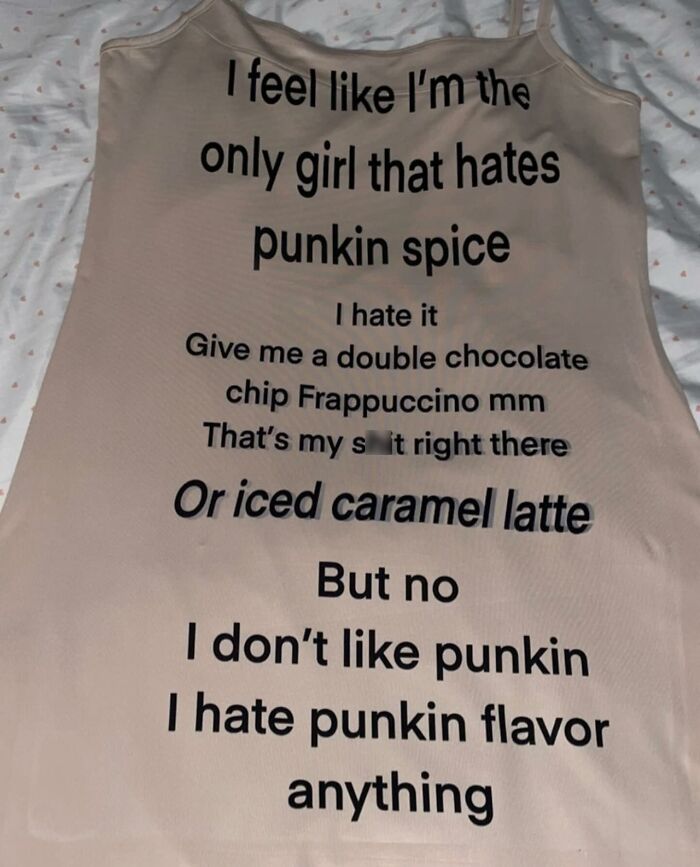 I feel like I'm the
only girl that hates
punkin spice
I hate it
Give me a double chocolate
chip Frappuccino mm
That's my s it right there
Or iced caramel latte
But no
I don't like punkin
I hate punkin flavor
anything